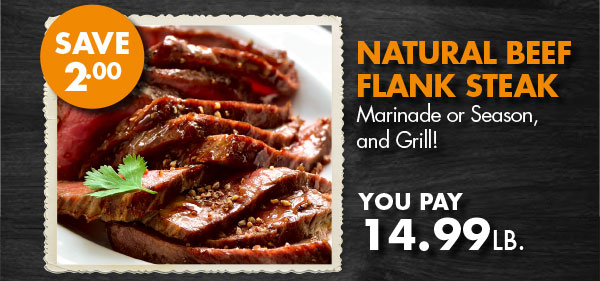 SAVE
2.00
NATURAL BEEF
FLANK STEAK
Marinade or Season,
and Grill!
YOU PAY
14.99LB.